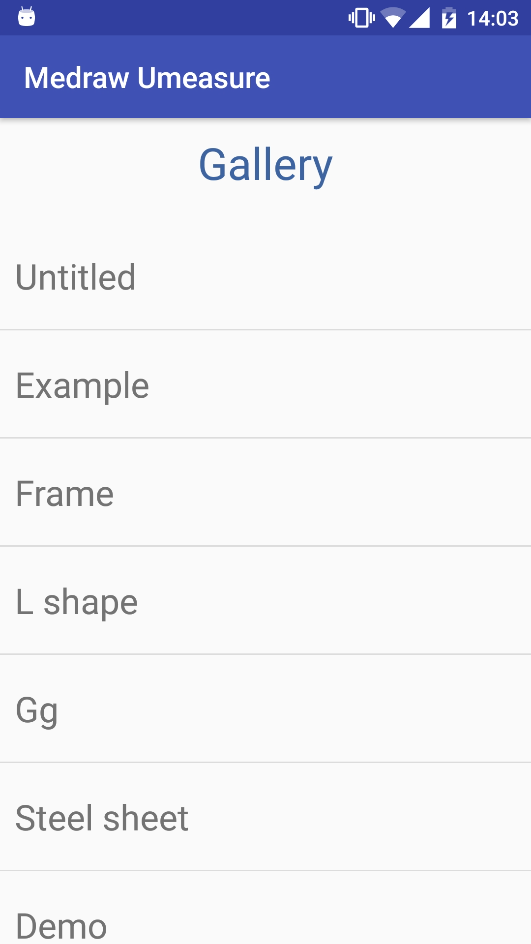 14:03
Medraw Umeasure
Gallery
Untitled
Example
Frame
L shape
Gg
Steel sheet
Demo